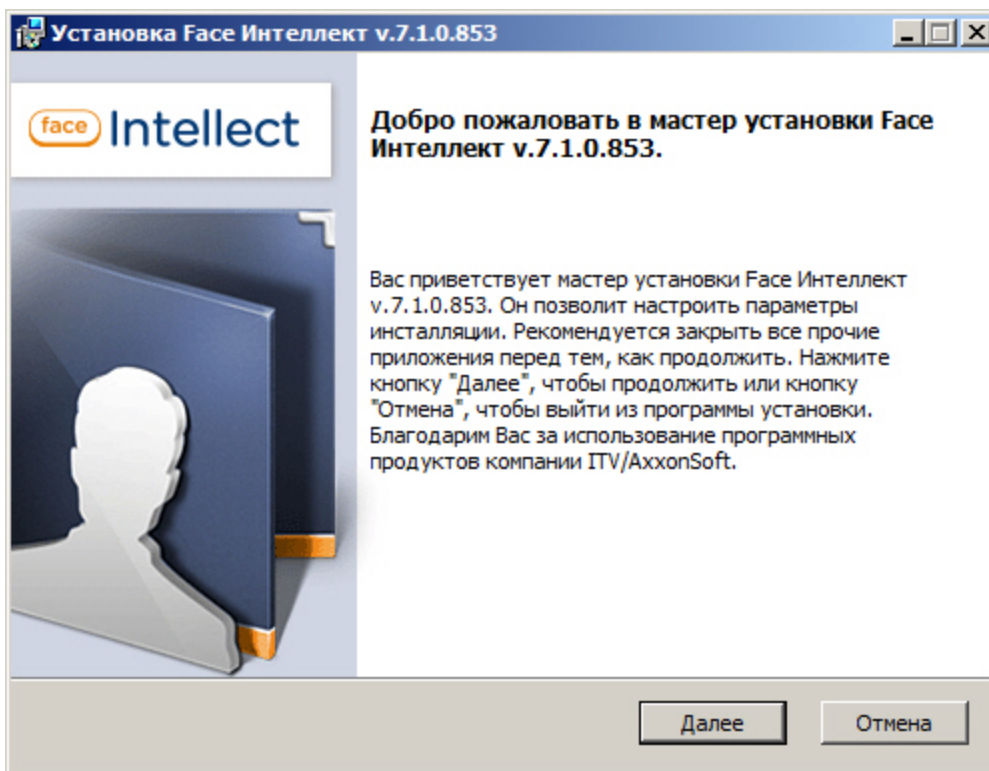 Установка Face Интеллект v.7.1.0.853
face Intellect
Добро пожаловать в мастер установки Face
Интеллект v.7.1.0.853.
Вас приветствует мастер установки Face Интеллект
v.7.1.0.853. Он позволит настроить параметры
инсталляции. Рекомендуется закрыть все прочие
приложения перед тем, как продолжить. Нажмите
кнопку "Далее", чтобы продолжить или кнопку
"Отмена", чтобы выйти из программы установки.
Благодарим Вас за использование программных
продуктов компании ITV/AxxonSoft.
Далее
Отмена